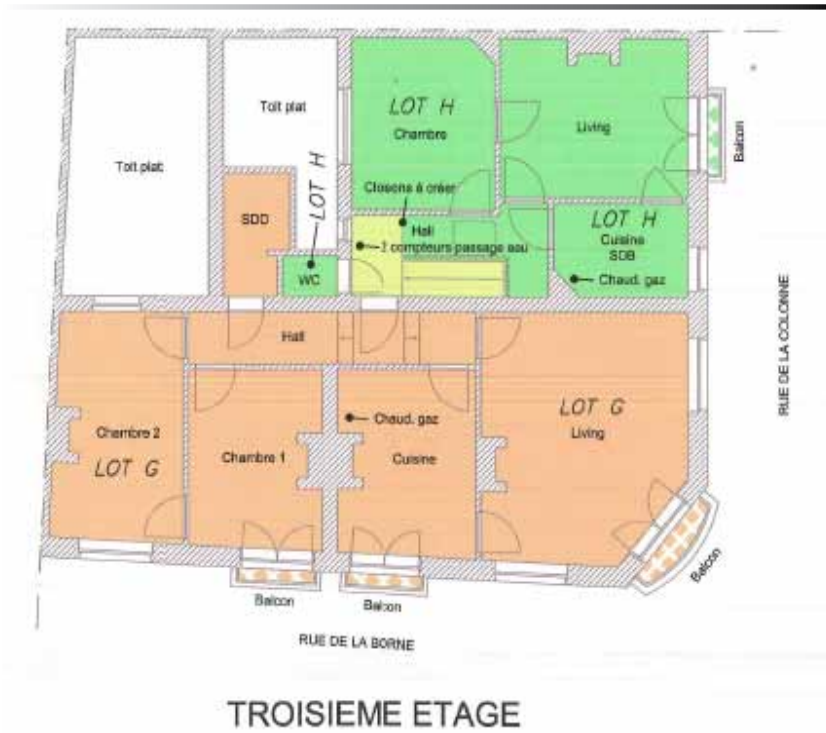 Toit plat
Toit plat
LOT H
Chambre
Living
Balcon
LOT H
Closons à créer
SDD
Hall
2 compteurs passage eau
LOT H
Cuisine
SDB
Chaud. gaz
WC
RUE DE LA COLONNE
Hall
Chambre 2
LOT G
Chambre 1
Chaud. gaz
Cuisine
LOT G
Living
Balcon
Balcon
Balcon
RUE DE LA BORNE
TROISIEME ETAGE